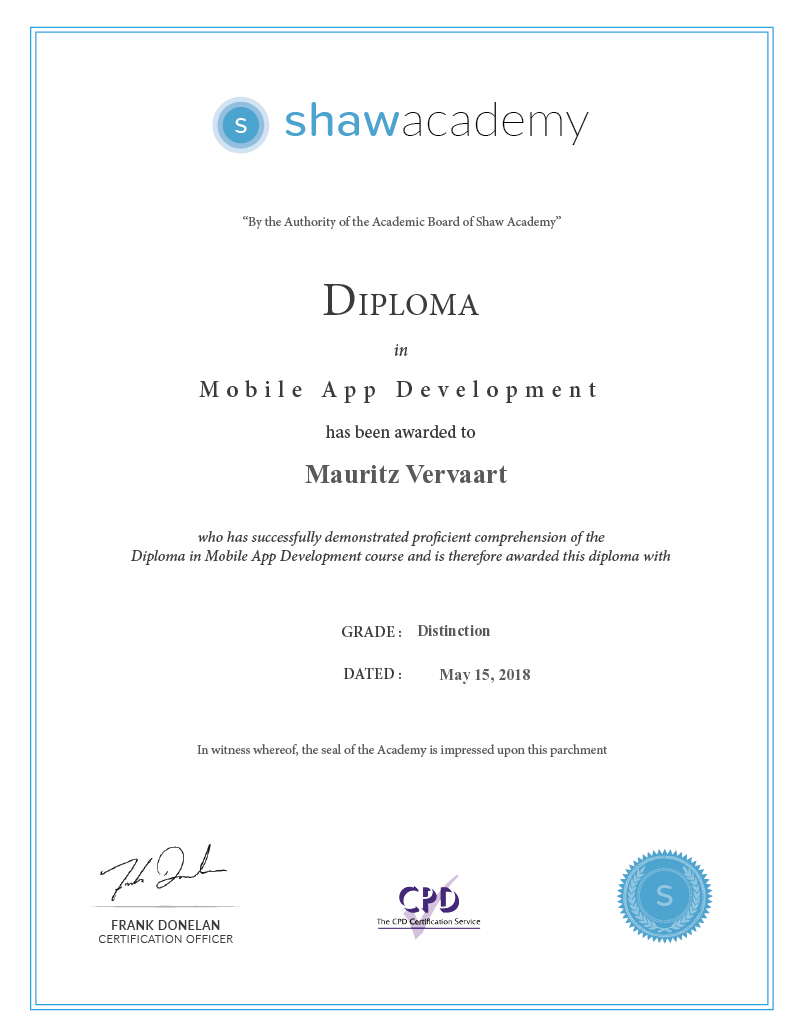 s shawacademy
“By the Authority of the Academic Board of Shaw Academy”
Diploma
in
Mobile App Development
has been awarded to
Mauritz Vervaart
who has successfully demonstrated proficient comprehension of the
Diploma in Mobile App Development course and is therefore awarded this diploma with
GRADE : Distinction
DATED : May 15, 2018
In witness whereof, the seal of the Academy is impressed upon this parchment
FRANK DONELAN
CERTIFICATION OFFICER
CPD
The CPD Certification Service
S